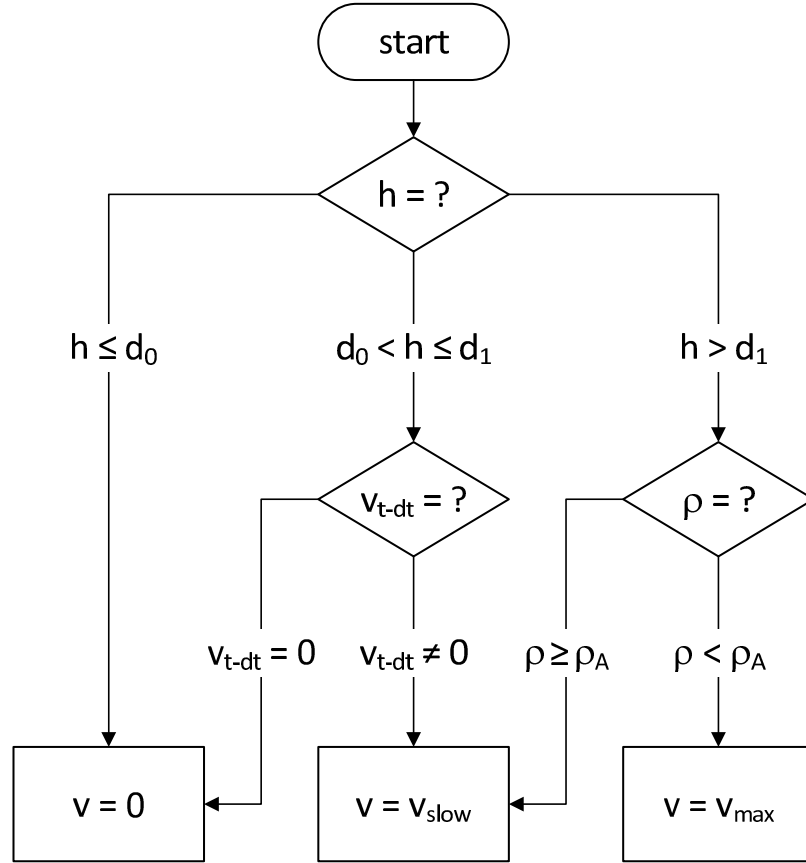 start
h = ?
h ≤ d₀
d₀ < h ≤ d₁
h > d₁
vₜ₋dt = ?
ρ = ?
vₜ₋dt = 0
vₜ₋dt ≠ 0
ρ ≥ ρA
ρ < ρA
v = 0
v = vslow
v = vmax